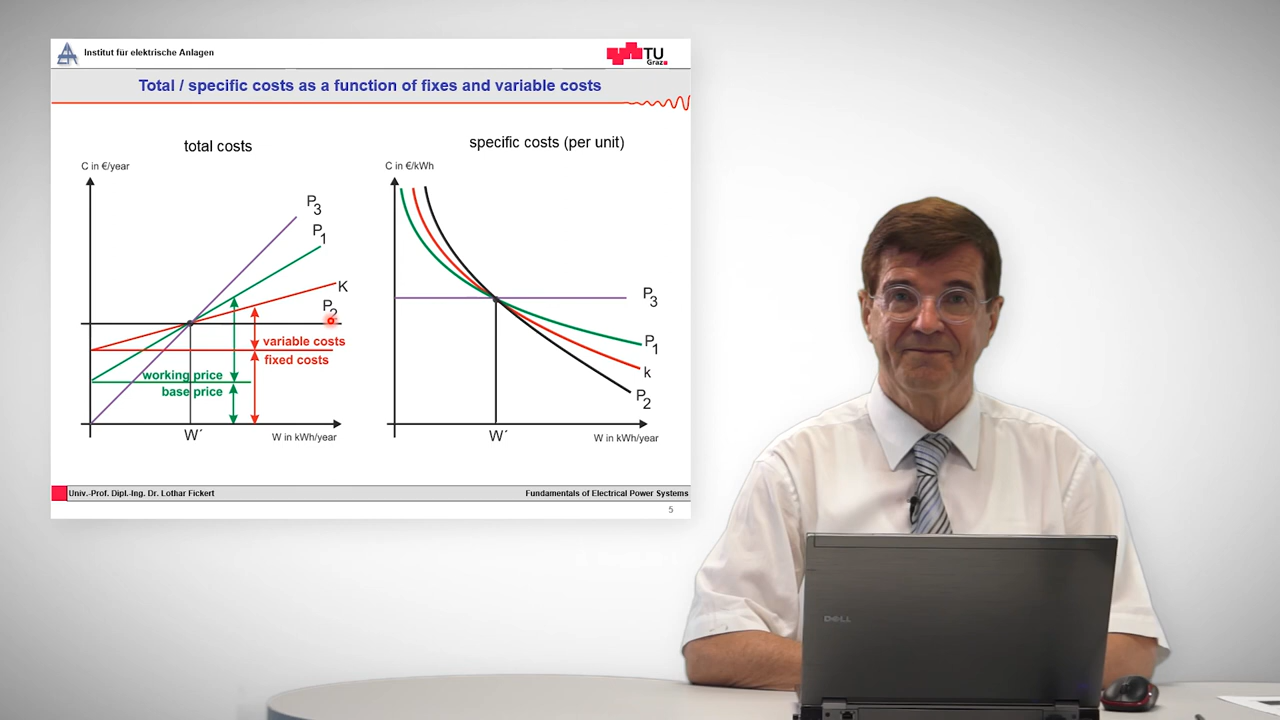 Institut für elektrische Anlagen
TU
Graz
Total / specific costs as a function of fixes and variable costs
total costs
C in €/year
P3
P1
K
P2
variable costs
fixed costs
working price
base price
W´
W in kWh/year
specific costs (per unit)
C in €/kWh
P3
P1
k
P2
W´
W in kWh/year
Univ.-Prof. Dipl.-Ing. Dr. Lothar Fickert
Fundamentals of Electrical Power Systems
5
DELL